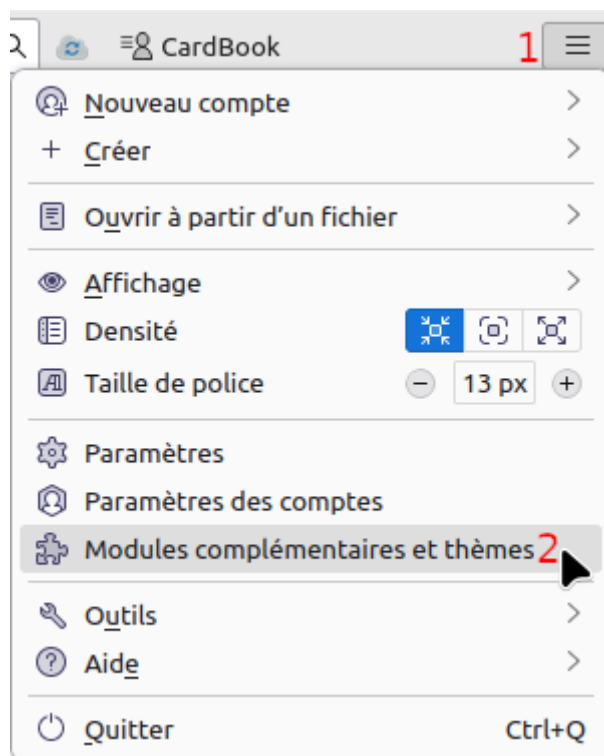 CardBook 1
Nouveau compte
Créer
Ouvrir à partir d’un fichier
Affichage
Densité
Taille de police 13 px
Paramètres
Paramètres des comptes
Modules complémentaires et thèmes 2
Outils
Aide
Quitter Ctrl+Q